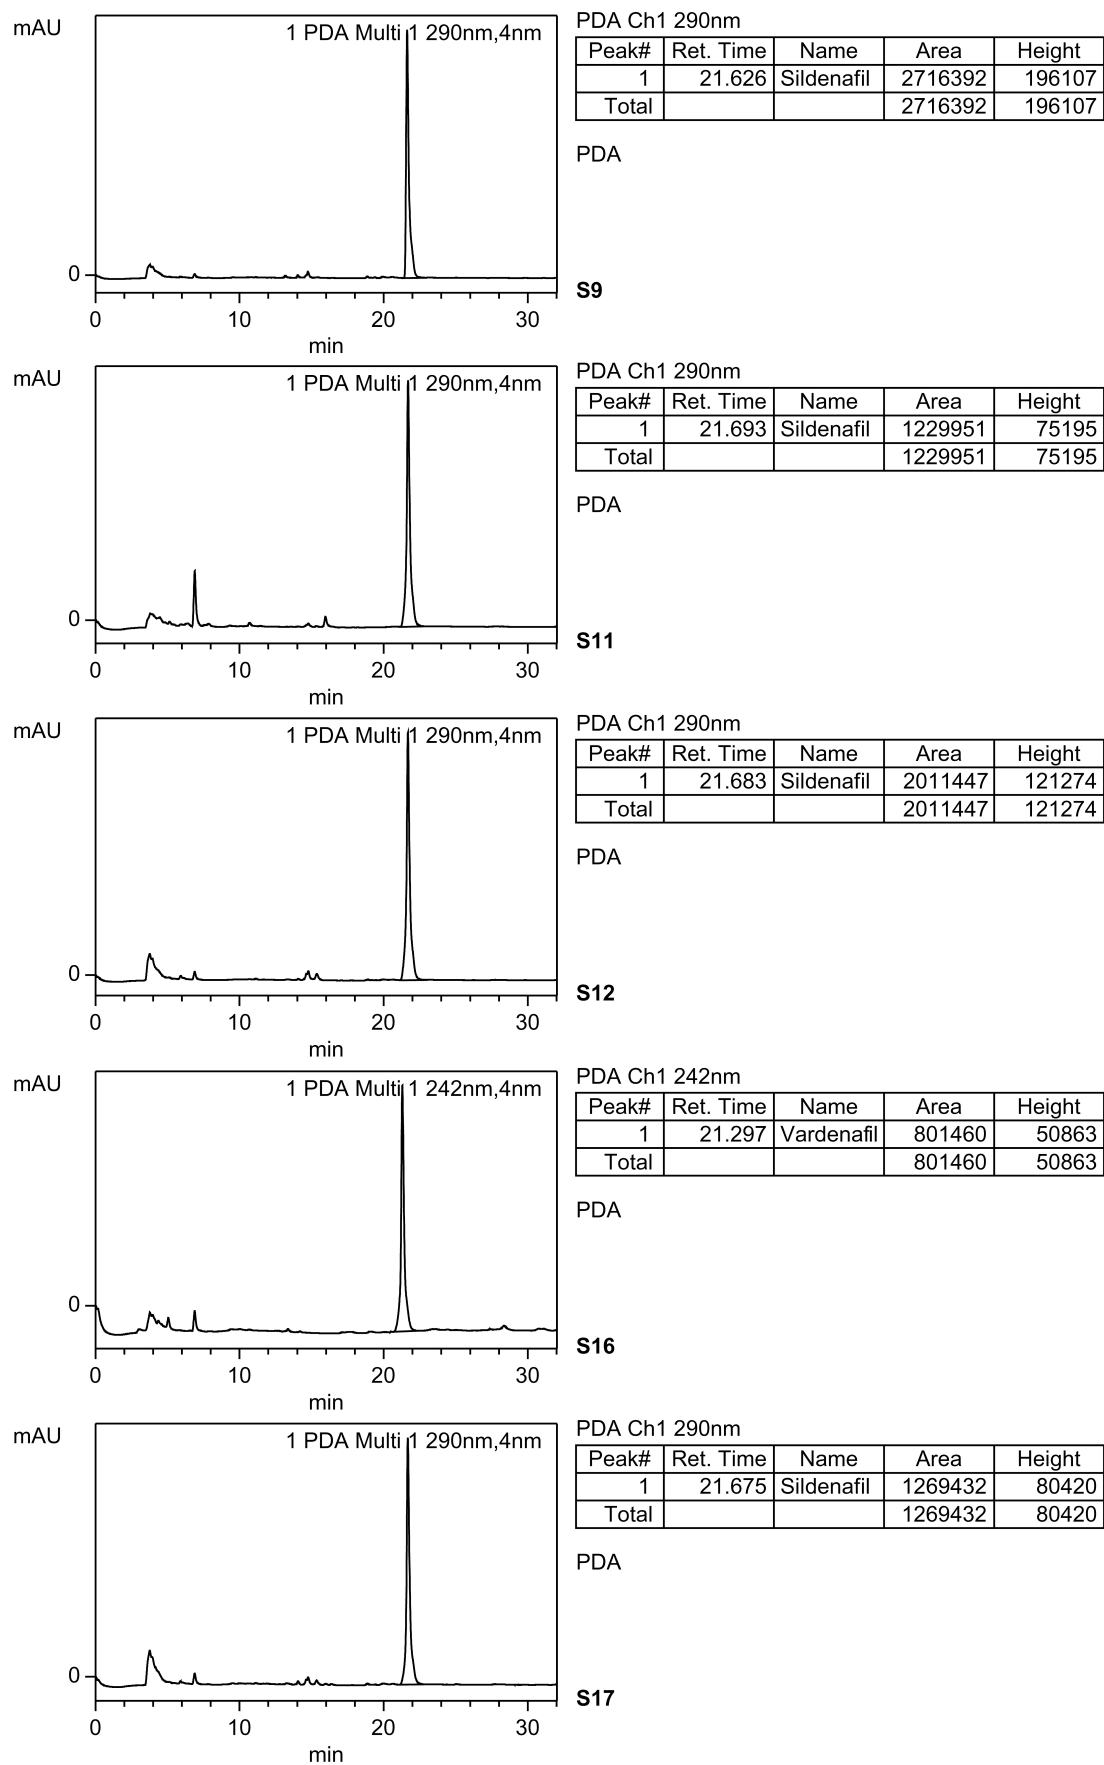 mAU
1 PDA Multi 1 290nm,4nm
0
0 10 20 30
min
PDA Ch1 290nm
Peak# Ret. Time Name Area Height
1 21.626 Sildenafil 2716392 196107
Total 2716392 196107
PDA
S9
mAU
1 PDA Multi 1 290nm,4nm
0
0 10 20 30
min
PDA Ch1 290nm
Peak# Ret. Time Name Area Height
1 21.693 Sildenafil 1229951 75195
Total 1229951 75195
PDA
S11
mAU
1 PDA Multi 1 290nm,4nm
0
0 10 20 30
min
PDA Ch1 290nm
Peak# Ret. Time Name Area Height
1 21.683 Sildenafil 2011447 121274
Total 2011447 121274
PDA
S12
mAU
1 PDA Multi 1 242nm,4nm
0
0 10 20 30
min
PDA Ch1 242nm
Peak# Ret. Time Name Area Height
1 21.297 Vardenafil 801460 50863
Total 801460 50863
PDA
S16
mAU
1 PDA Multi 1 290nm,4nm
0
0 10 20 30
min
PDA Ch1 290nm
Peak# Ret. Time Name Area Height
1 21.675 Sildenafil 1269432 80420
Total 1269432 80420
PDA
S17